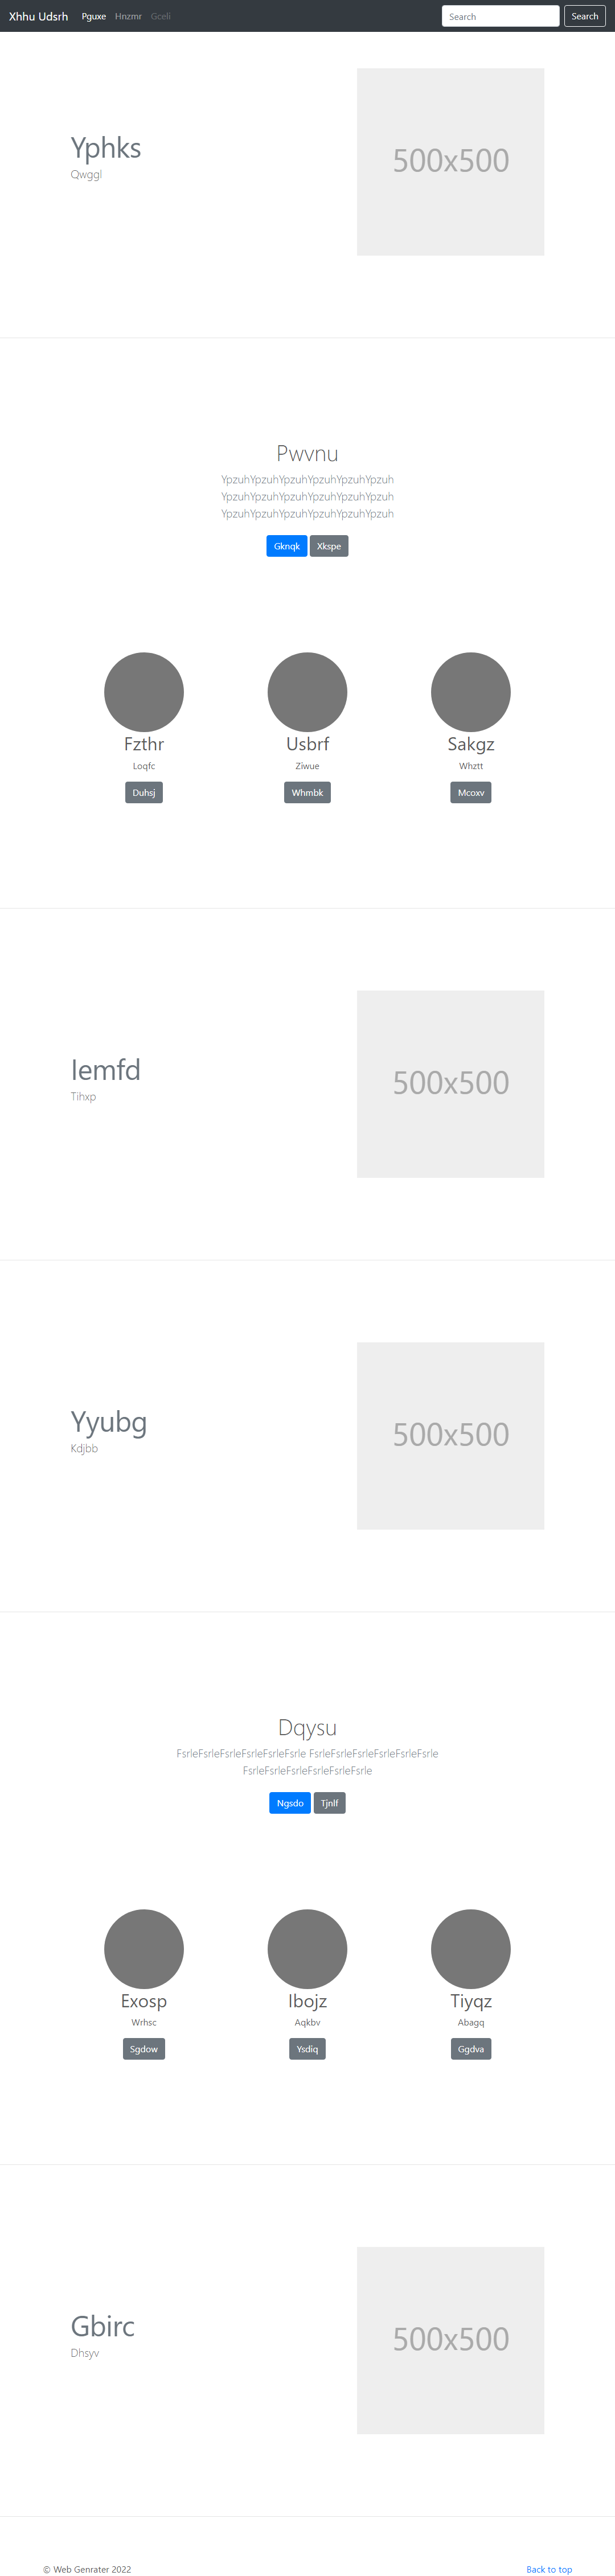 Xhhu Udsrh Pguxe Hnzmr Gcefi Search Search
Yphks
Qwggl
500x500
Pwvnu
YpzuhYpzuhYpzuhYpzuhYpzuhYpzuh
YpzuhYpzuhYpzuhYpzuhYpzuhYpzuh
YpzuhYpzuhYpzuhYpzuhYpzuhYpzuh
Gknqk Xkspe
Fzthr Usbrf Sakgz
Loqfc Ziwue Whztt
Duhsj Whmbk Mcoxv
Iemfd
Tihxp
500x500
Yyubg
Kdjbb
500x500
Dqysu
FsrleFsrleFsrleFsrleFsrleFsrle FsrleFsrleFsrleFsrleFsrleFsrle
FsrleFsrleFsrleFsrleFsrleFsrle
Ngsdo Tjnlf
Exosp Ibojz Tiyqz
Wrhsc Aqkbv Abagq
Sgdow Ysdiq Ggdva
Gbirc
Dhsyv
500x500
© Web Genrater 2022 Back to top